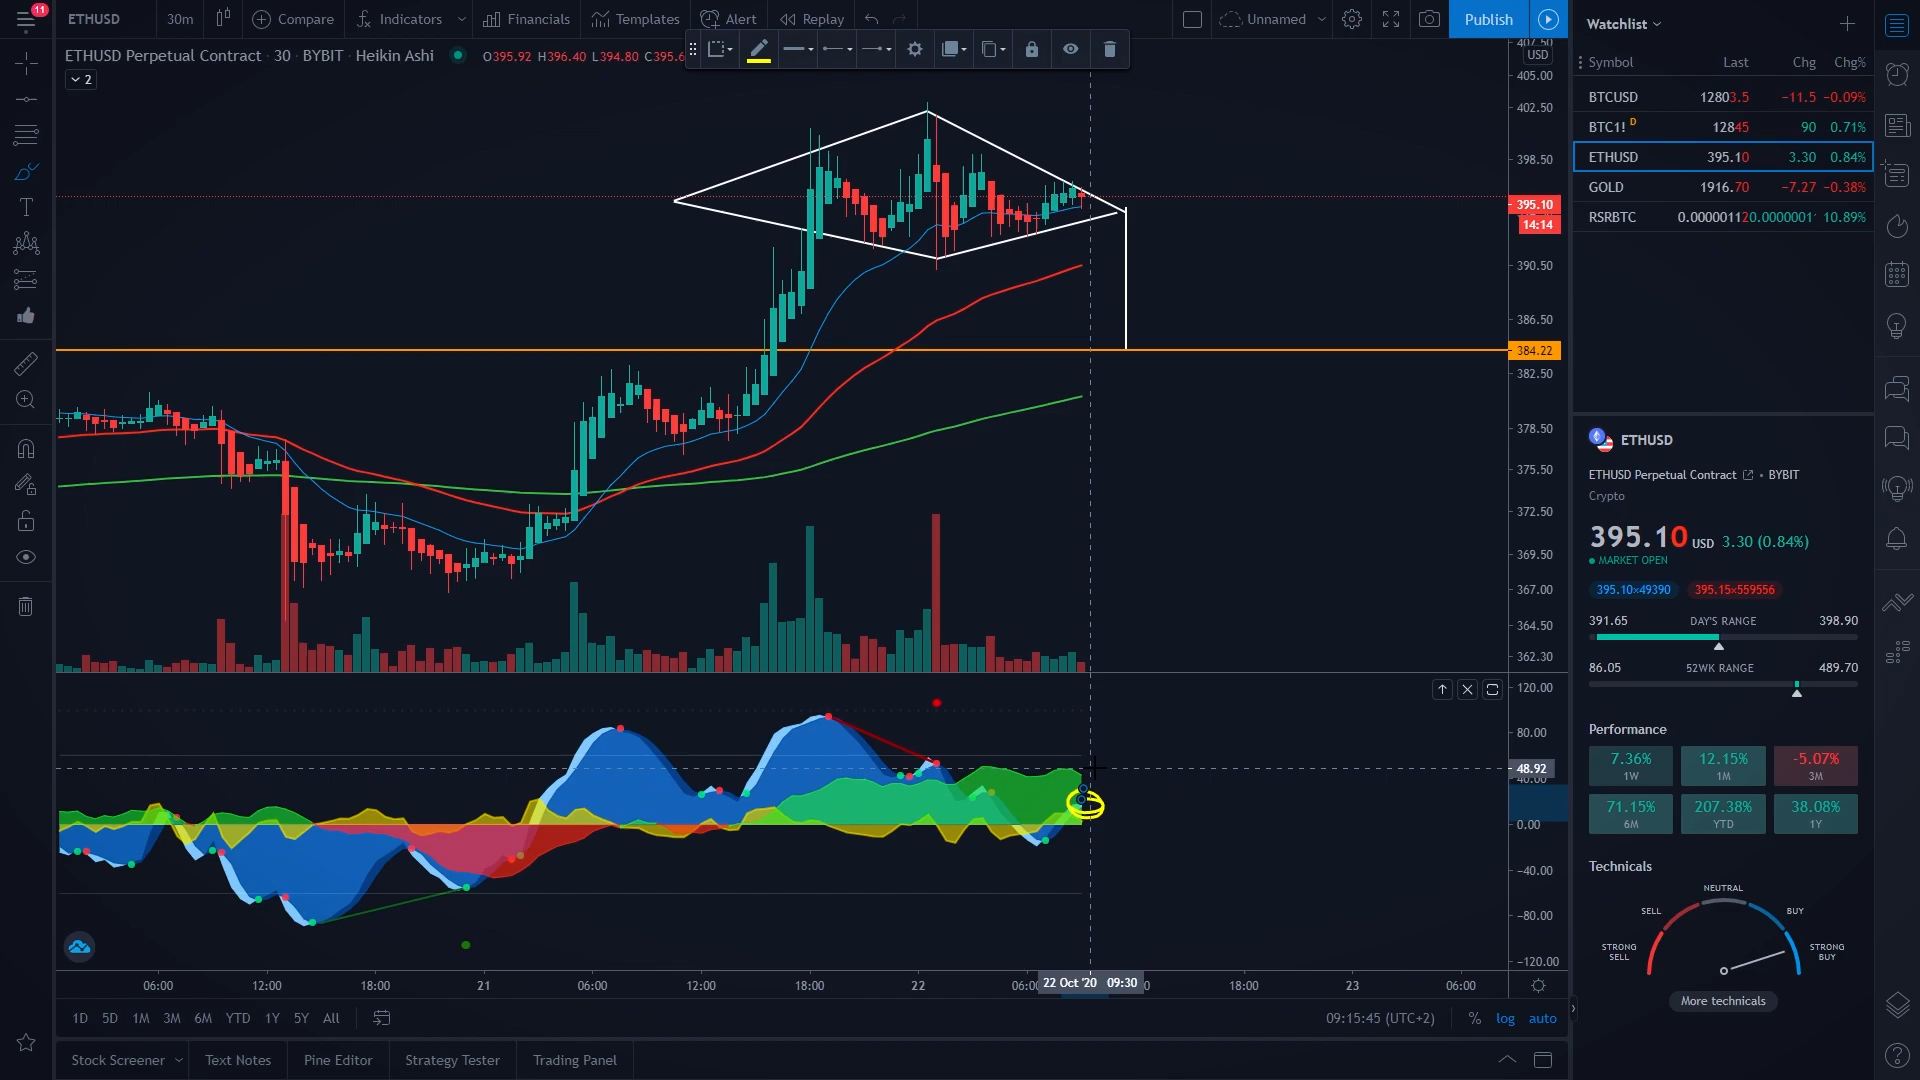 11
ETHUSD 30m Compare Indicators Financials Templates Alert Replay Unnamed Publish
ETHUSD Perpetual Contract · 30 · BYBIT · Heikin Ashi O395.92 H396.40 L394.80 C395.6
2
407.50
USD
405.00
402.50
398.50
395.10
14:14
390.50
386.50
384.22
382.50
378.50
375.50
372.50
369.50
367.00
364.50
362.30
120.00
80.00
48.92
40.00
0.00
−40.00
−80.00
−120.00
06:00 12:00 18:00 21 06:00 12:00 18:00 22 06:0 22 Oct '20 09:30 0 18:00 23 06:00
1D 5D 1M 3M 6M YTD 1Y 5Y All 09:15:45 (UTC+2) % log auto
Stock Screener Text Notes Pine Editor Strategy Tester Trading Panel
Watchlist
Symbol Last Chg Chg%
BTCUSD 12803.5 −11.5 −0.09%
BTC1! D 12845 90 0.71%
ETHUSD 395.10 3.30 0.84%
GOLD 1916.70 −7.27 −0.38%
RSRBTC 0.00000112 0.0000001 10.89%
ETHUSD
ETHUSD Perpetual Contract • BYBIT
Crypto
395.10 USD 3.30 (0.84%)
MARKET OPEN
395.10×49390 395.15×559556
391.65 DAY'S RANGE 398.90
86.05 52WK RANGE 489.70
Performance
7.36% 12.15% -5.07%
1W 1M 3M
71.15% 207.38% 38.08%
6M YTD 1Y
Technicals
NEUTRAL
SELL BUY
STRONG SELL STRONG BUY
More technicals